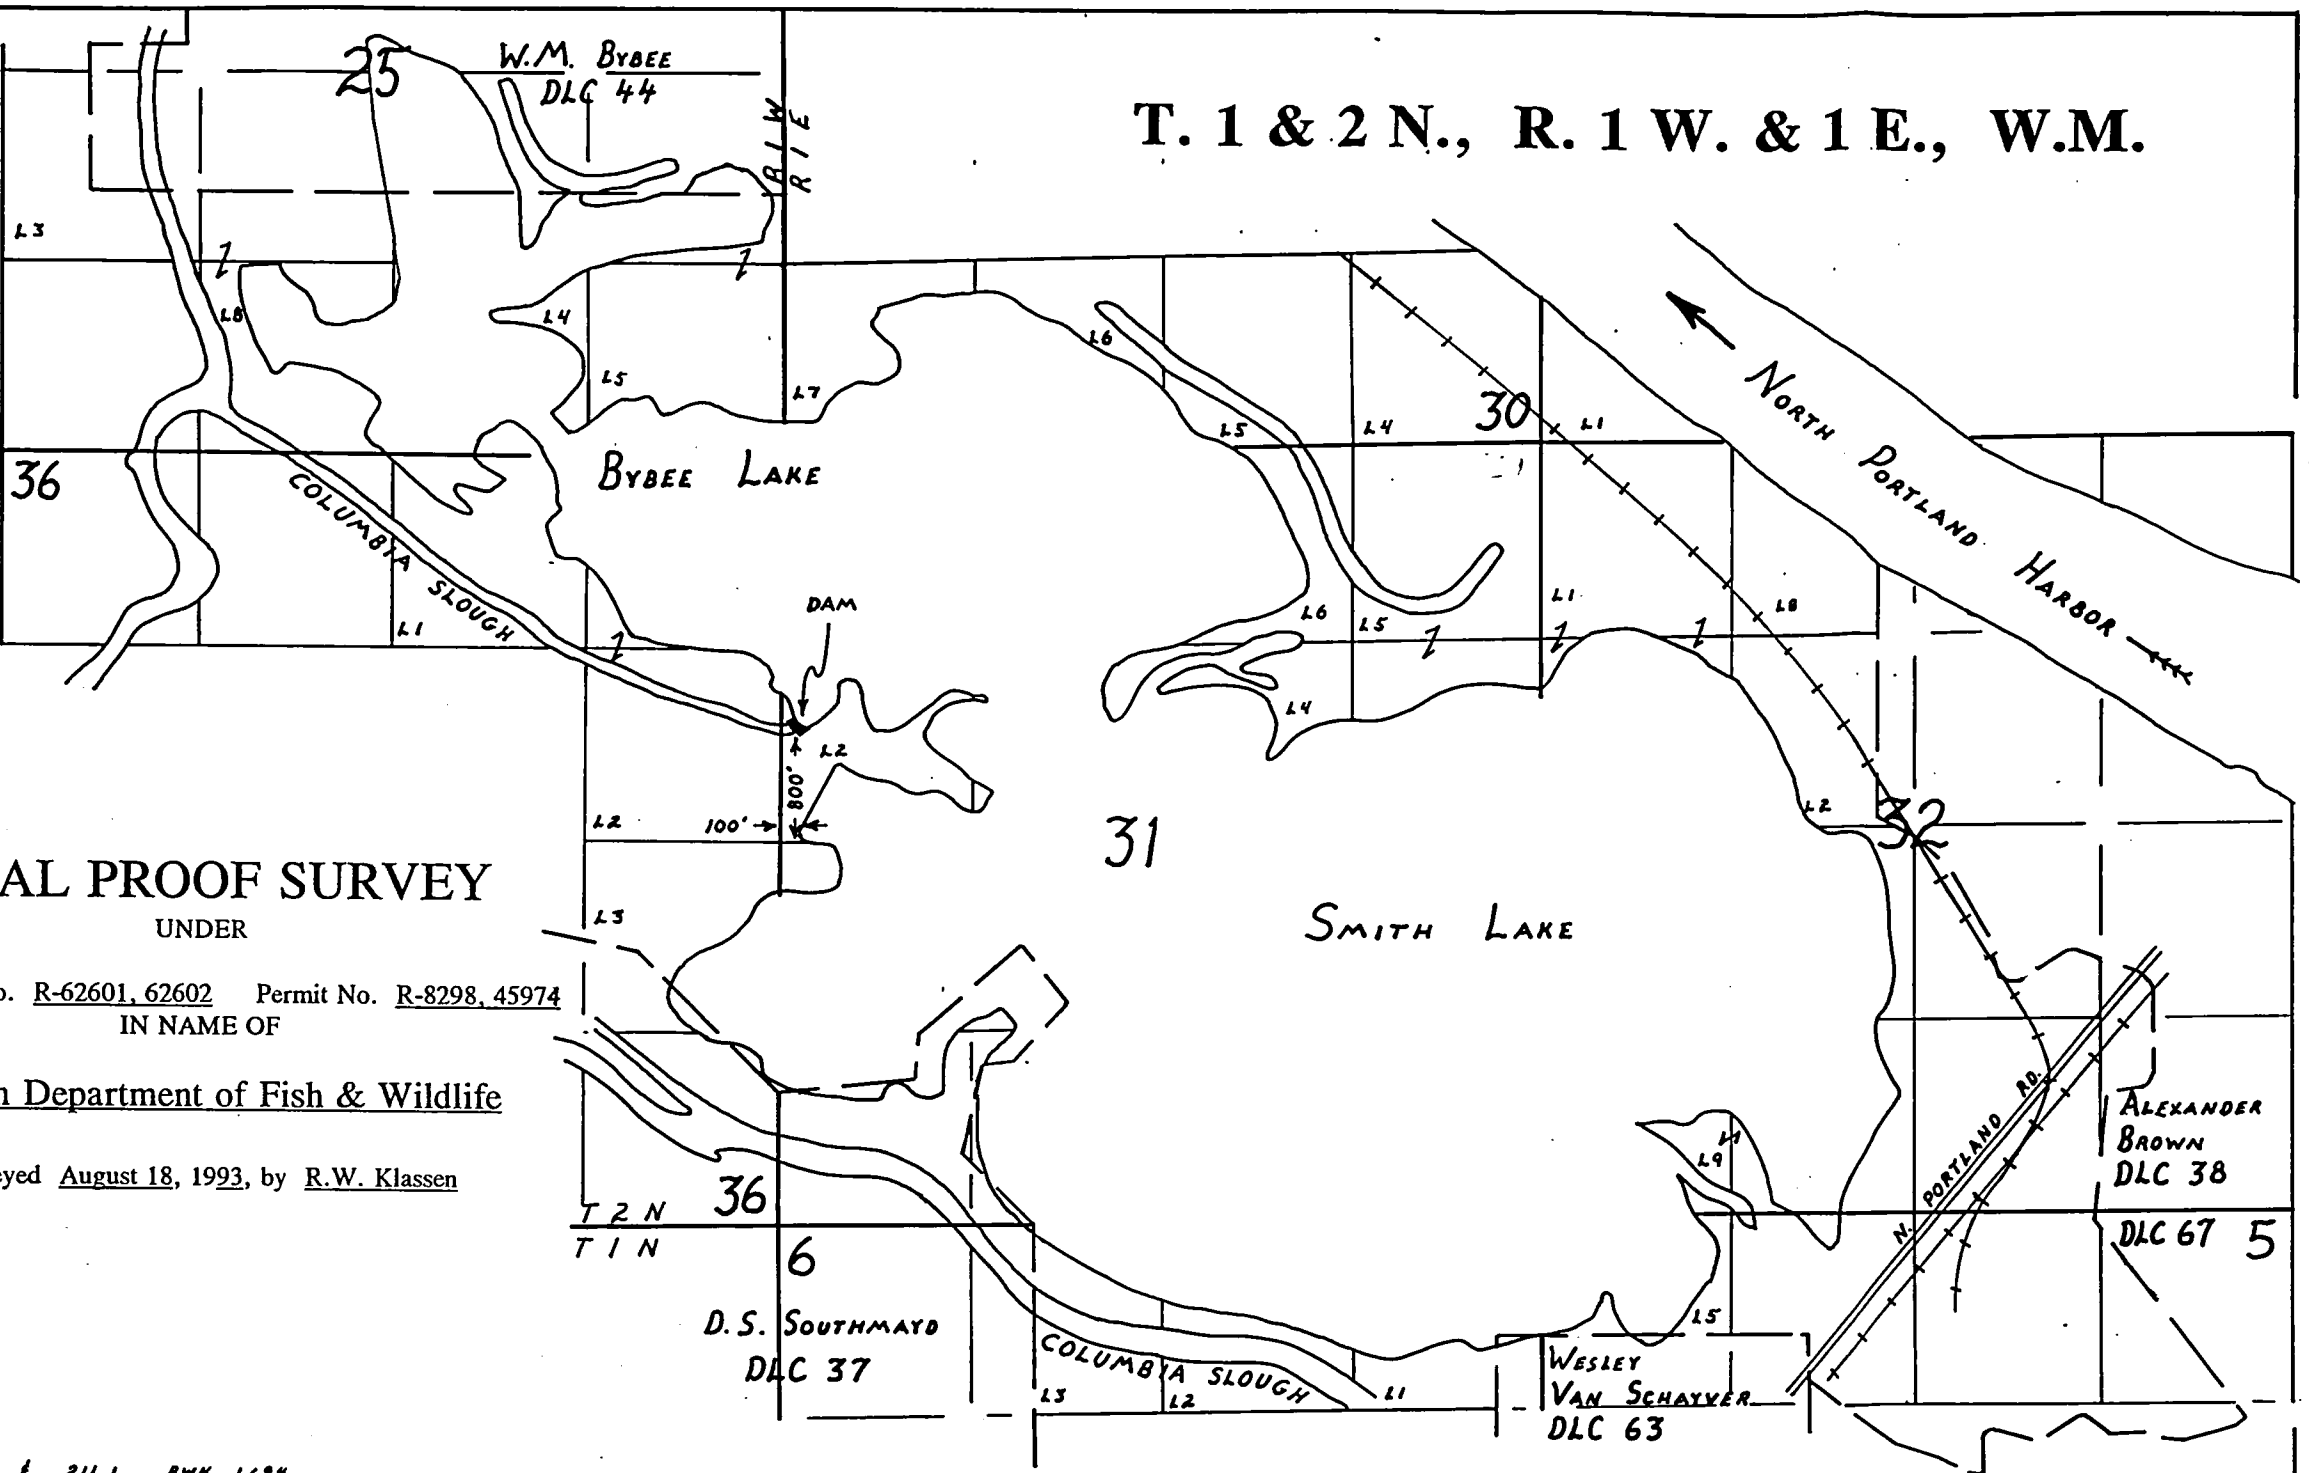 T. 1 & 2 N., R. 1 W. & 1 E., W.M.
25
W.M. BYBEE
DLC 44
R 1 W
R 1 E
L3
L8
L4
L5
L7
L6
L5
L4
30
L1
NORTH PORTLAND HARBOR
36
BYBEE LAKE
COLUMBIA SLOUGH
L1
DAM
L6
L5
L1
L8
L4
L2
800'
100'
L2
L2
32
31
AL PROOF SURVEY
UNDER
L3
SMITH LAKE
o. R-62601, 62602 Permit No. R-8298, 45974
IN NAME OF
n Department of Fish & Wildlife
eyed August 18, 1993, by R.W. Klassen
N. PORTLAND RD.
ALEXANDER
BROWN
DLC 38
L9
36
T 2 N
T 1 N
6
DLC 67
5
D.S. SOUTHMAYD
DLC 37
COLUMBIA SLOUGH
L5
L3
L2
L1
WESLEY
VAN SCHAYVER
DLC 63